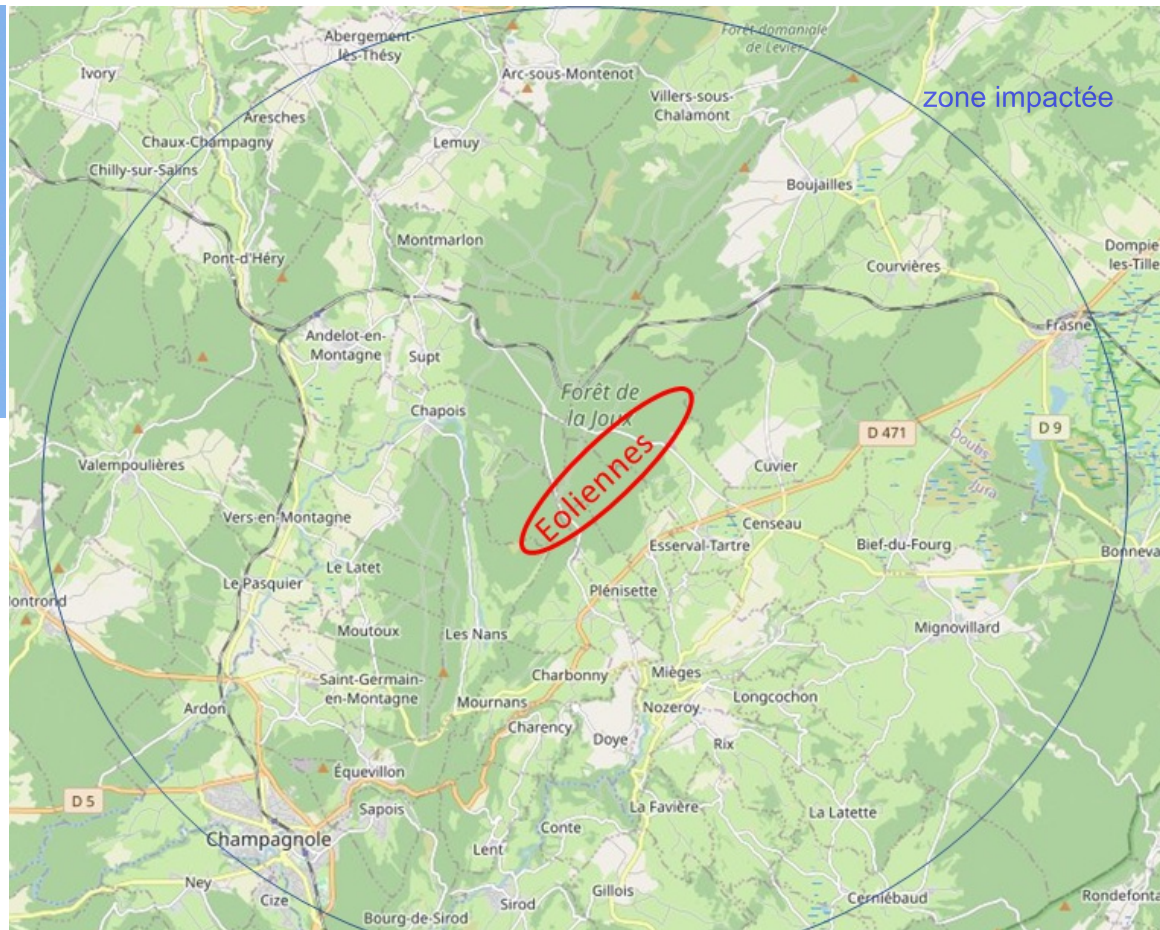 Forêt domaniale
de Levier
Abergement-
lès-Thésy
Ivory
Arc-sous-Montenot
zone impactée
Villers-sous-
Chalamont
Aresches
Chaux-Champagny
Lemuy
Chilly-sur-Salins
Boujailles
Montmarlon
Pont-d'Héry
Courvières
Dompie
les-Tille
Frasne
Andelot-en-
Montagne
Supt
Forêt de
la Joux
Chapois
D 471
D 9
Doubs
Jura
Valempoulières
Cuvier
Eoliennes
Vers-en-Montagne
Censeau
Esserval-Tartre
Bief-du-Fourg
Bonneva
Le Latet
Le Pasquier
Plénisette
ontrond
Moutoux
Les Nans
Mignovillard
Charbonny
Mièges
Saint-Germain-
en-Montagne
Mournans
Longcochon
Ardon
Nozeroy
Charency
Doye
Rix
Équevillon
D 5
Sapois
La Favière
La Latette
Champagnole
Conte
Lent
Ney
Cize
Gillois
Sirod
Cerniébaud
Rondefonta
Bourg-de-Sirod